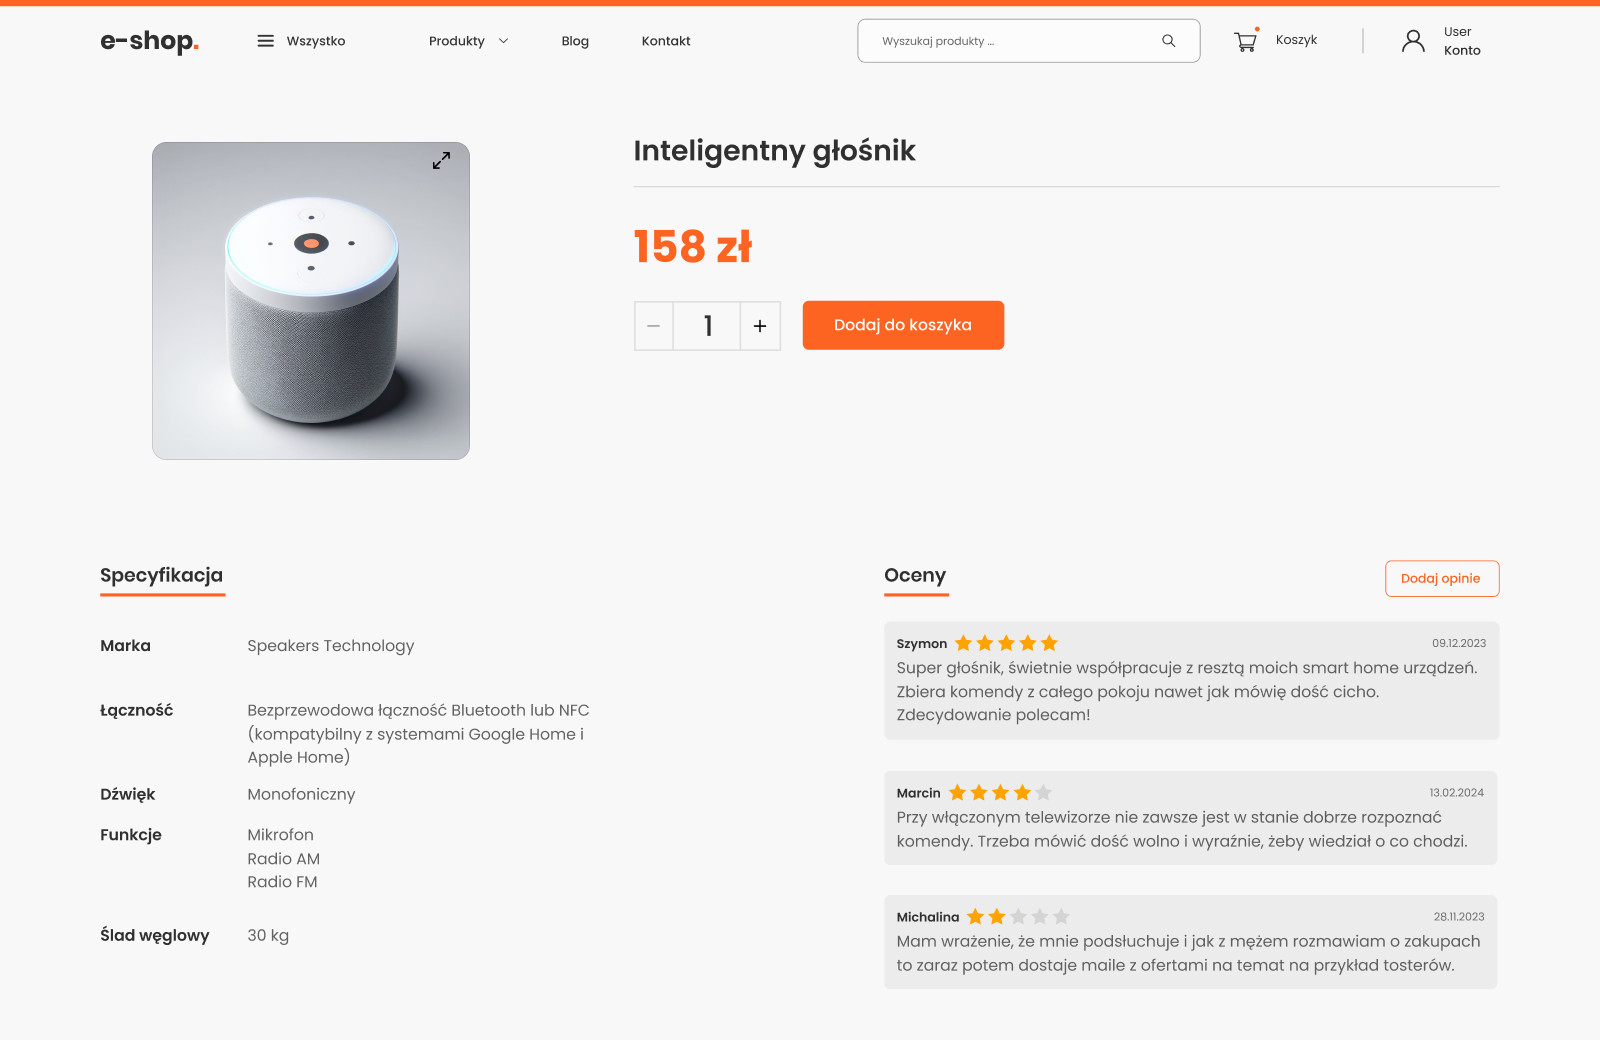 e-shop.
Wszystko
Produkty
Blog
Kontakt
Wyszukaj produkty ...
Koszyk
User
Konto
Inteligentny głośnik
158 zł
1
Dodaj do koszyka
Specyfikacja
Marka
Speakers Technology
Łączność
Bezprzewodowa łączność Bluetooth lub NFC
(kompatybilny z systemami Google Home i
Apple Home)
Dźwięk
Monofoniczny
Funkcje
Mikrofon
Radio AM
Radio FM
Ślad węglowy
30 kg
Oceny
Dodaj opinie
Szymon
09.12.2023
Super głośnik, świetnie współpracuje z resztą moich smart home urządzeń.
Zbiera komendy z całego pokoju nawet jak mówię dość cicho.
Zdecydowanie polecam!
Marcin
13.02.2024
Przy włączonym telewizorze nie zawsze jest w stanie dobrze rozpoznać
komendy. Trzeba mówić dość wolno i wyraźnie, żeby wiedział o co chodzi.
Michalina
28.11.2023
Mam wrażenie, że mnie podsłuchuje i jak z mężem rozmawiam o zakupach
to zaraz potem dostaje maile z ofertami na temat na przykład tosterów.